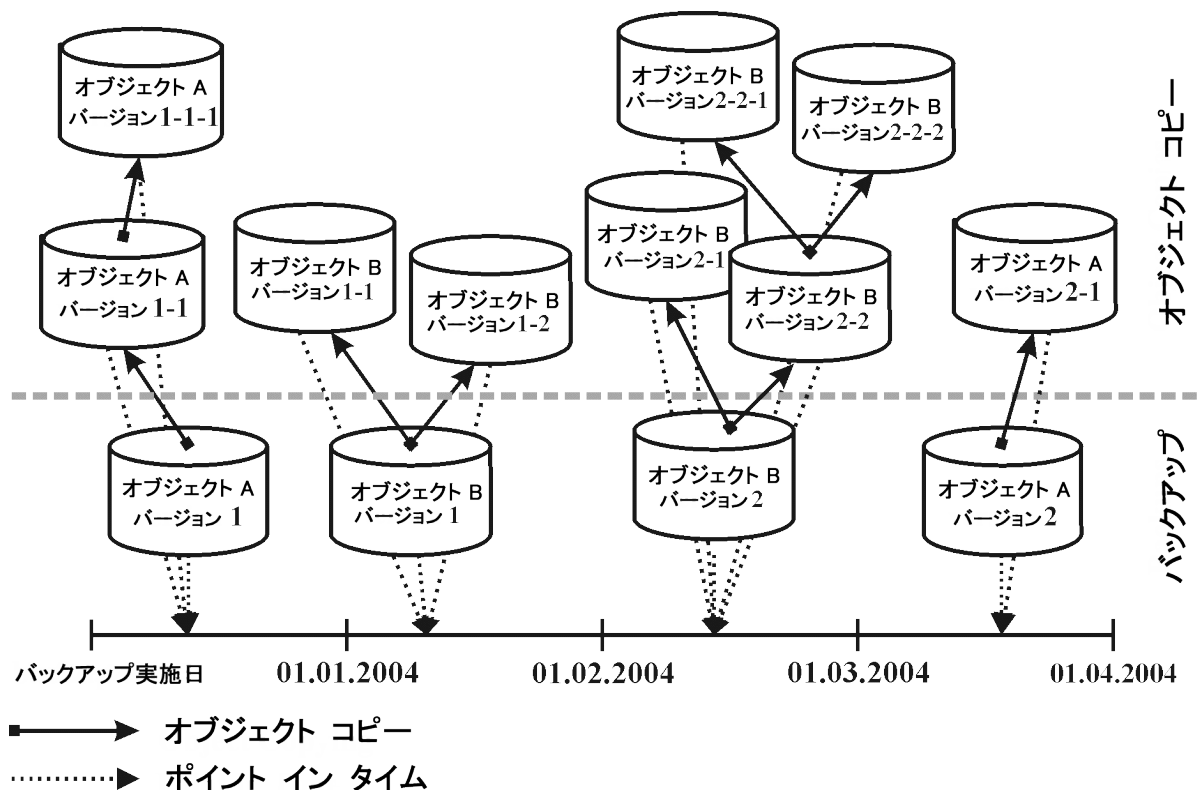 オブジェクト A
バージョン1-1-1
オブジェクト B
バージョン2-2-1
オブジェクト B
バージョン2-2-2
オブジェクト A
バージョン 1-1
オブジェクト B
バージョン1-1
オブジェクト B
バージョン1-2
オブジェクト B
バージョン2-1
オブジェクト B
バージョン2-2
オブジェクト A
バージョン2-1
オブジェクト コピー
オブジェクト A
バージョン 1
オブジェクト B
バージョン 1
オブジェクト B
バージョン 2
オブジェクト A
バージョン2
バックアップ
バックアップ実施日
01.01.2004
01.02.2004
01.03.2004
01.04.2004
オブジェクト コピー
ポイント イン タイム